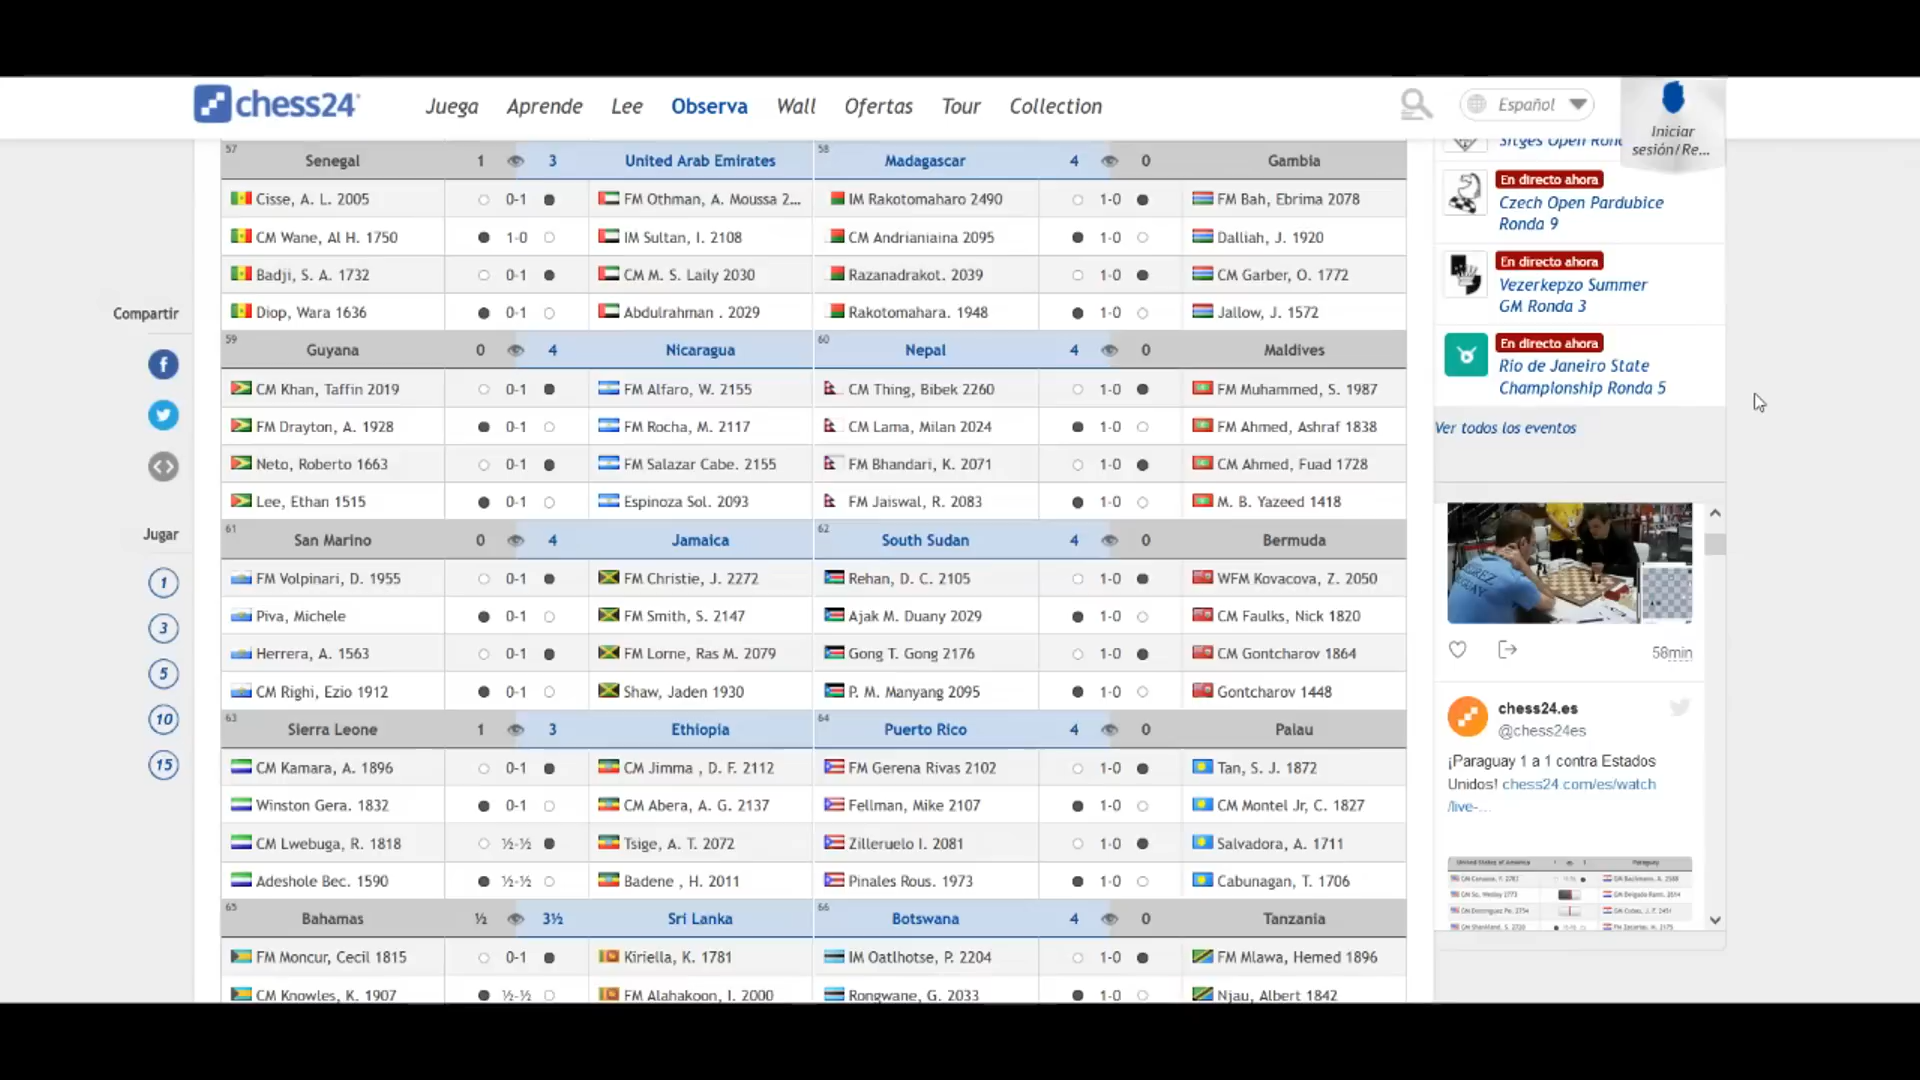 chess24
Juega Aprende Lee Observa Wall Ofertas Tour Collection
Español
Iniciar
sesión/Re...
Compartir
Jugar
1
3
5
10
15
57 Senegal 1 3 United Arab Emirates
Cisse, A. L. 2005 0-1 FM Othman, A. Moussa 2...
CM Wane, Al H. 1750 1-0 IM Sultan, I. 2108
Badji, S. A. 1732 0-1 CM M. S. Laily 2030
Diop, Wara 1636 0-1 Abdulrahman . 2029
58 Madagascar 4 0 Gambia
IM Rakotomaharo 2490 1-0 FM Bah, Ebrima 2078
CM Andrianiaina 2095 1-0 Dalliah, J. 1920
Razanadrakot. 2039 1-0 CM Garber, O. 1772
Rakotomahara. 1948 1-0 Jallow, J. 1572
59 Guyana 0 4 Nicaragua
CM Khan, Taffin 2019 0-1 FM Alfaro, W. 2155
FM Drayton, A. 1928 0-1 FM Rocha, M. 2117
Neto, Roberto 1663 0-1 FM Salazar Cabe. 2155
Lee, Ethan 1515 0-1 Espinoza Sol. 2093
60 Nepal 4 0 Maldives
CM Thing, Bibek 2260 1-0 FM Muhammed, S. 1987
CM Lama, Milan 2024 1-0 FM Ahmed, Ashraf 1838
FM Bhandari, K. 2071 1-0 CM Ahmed, Fuad 1728
FM Jaiswal, R. 2083 1-0 M. B. Yazeed 1418
61 San Marino 0 4 Jamaica
FM Volpinari, D. 1955 0-1 FM Christie, J. 2272
Piva, Michele 0-1 FM Smith, S. 2147
Herrera, A. 1563 0-1 FM Lorne, Ras M. 2079
CM Righi, Ezio 1912 0-1 Shaw, Jaden 1930
62 South Sudan 4 0 Bermuda
Rehan, D. C. 2105 1-0 WFM Kovacova, Z. 2050
Ajak M. Duany 2029 1-0 CM Faulks, Nick 1820
Gong T. Gong 2176 1-0 CM Gontcharov 1864
P. M. Manyang 2095 1-0 Gontcharov 1448
63 Sierra Leone 1 3 Ethiopia
CM Kamara, A. 1896 0-1 CM Jimma , D. F. 2112
Winston Gera. 1832 0-1 CM Abera, A. G. 2137
CM Lwebuga, R. 1818 ½-½ Tsige, A. T. 2072
Adeshole Bec. 1590 ½-½ Badene , H. 2011
64 Puerto Rico 4 0 Palau
FM Gerena Rivas 2102 1-0 Tan, S. J. 1872
Fellman, Mike 2107 1-0 CM Montel Jr, C. 1827
Zilleruelo I. 2081 1-0 Salvadora, A. 1711
Pinales Rous. 1973 1-0 Cabunagan, T. 1706
65 Bahamas ½ 3½ Sri Lanka
FM Moncur, Cecil 1815 0-1 Kiriella, K. 1781
CM Knowles, K. 1907 ½-½ FM Alahakoon, I. 2000
66 Botswana 4 0 Tanzania
IM Oatlhotse, P. 2204 1-0 FM Mlawa, Hemed 1896
Rongwane, G. 2033 1-0 Njau, Albert 1842
Sitges Open Ronda
En directo ahora
Czech Open Pardubice
Ronda 9
En directo ahora
Vezerkepzo Summer
GM Ronda 3
En directo ahora
Rio de Janeiro State
Championship Ronda 5
Ver todos los eventos
58min
chess24.es
@chess24es
¡Paraguay 1 a 1 contra Estados
Unidos! chess24.com/es/watch
/live-...
United States of America 1 1 Paraguay